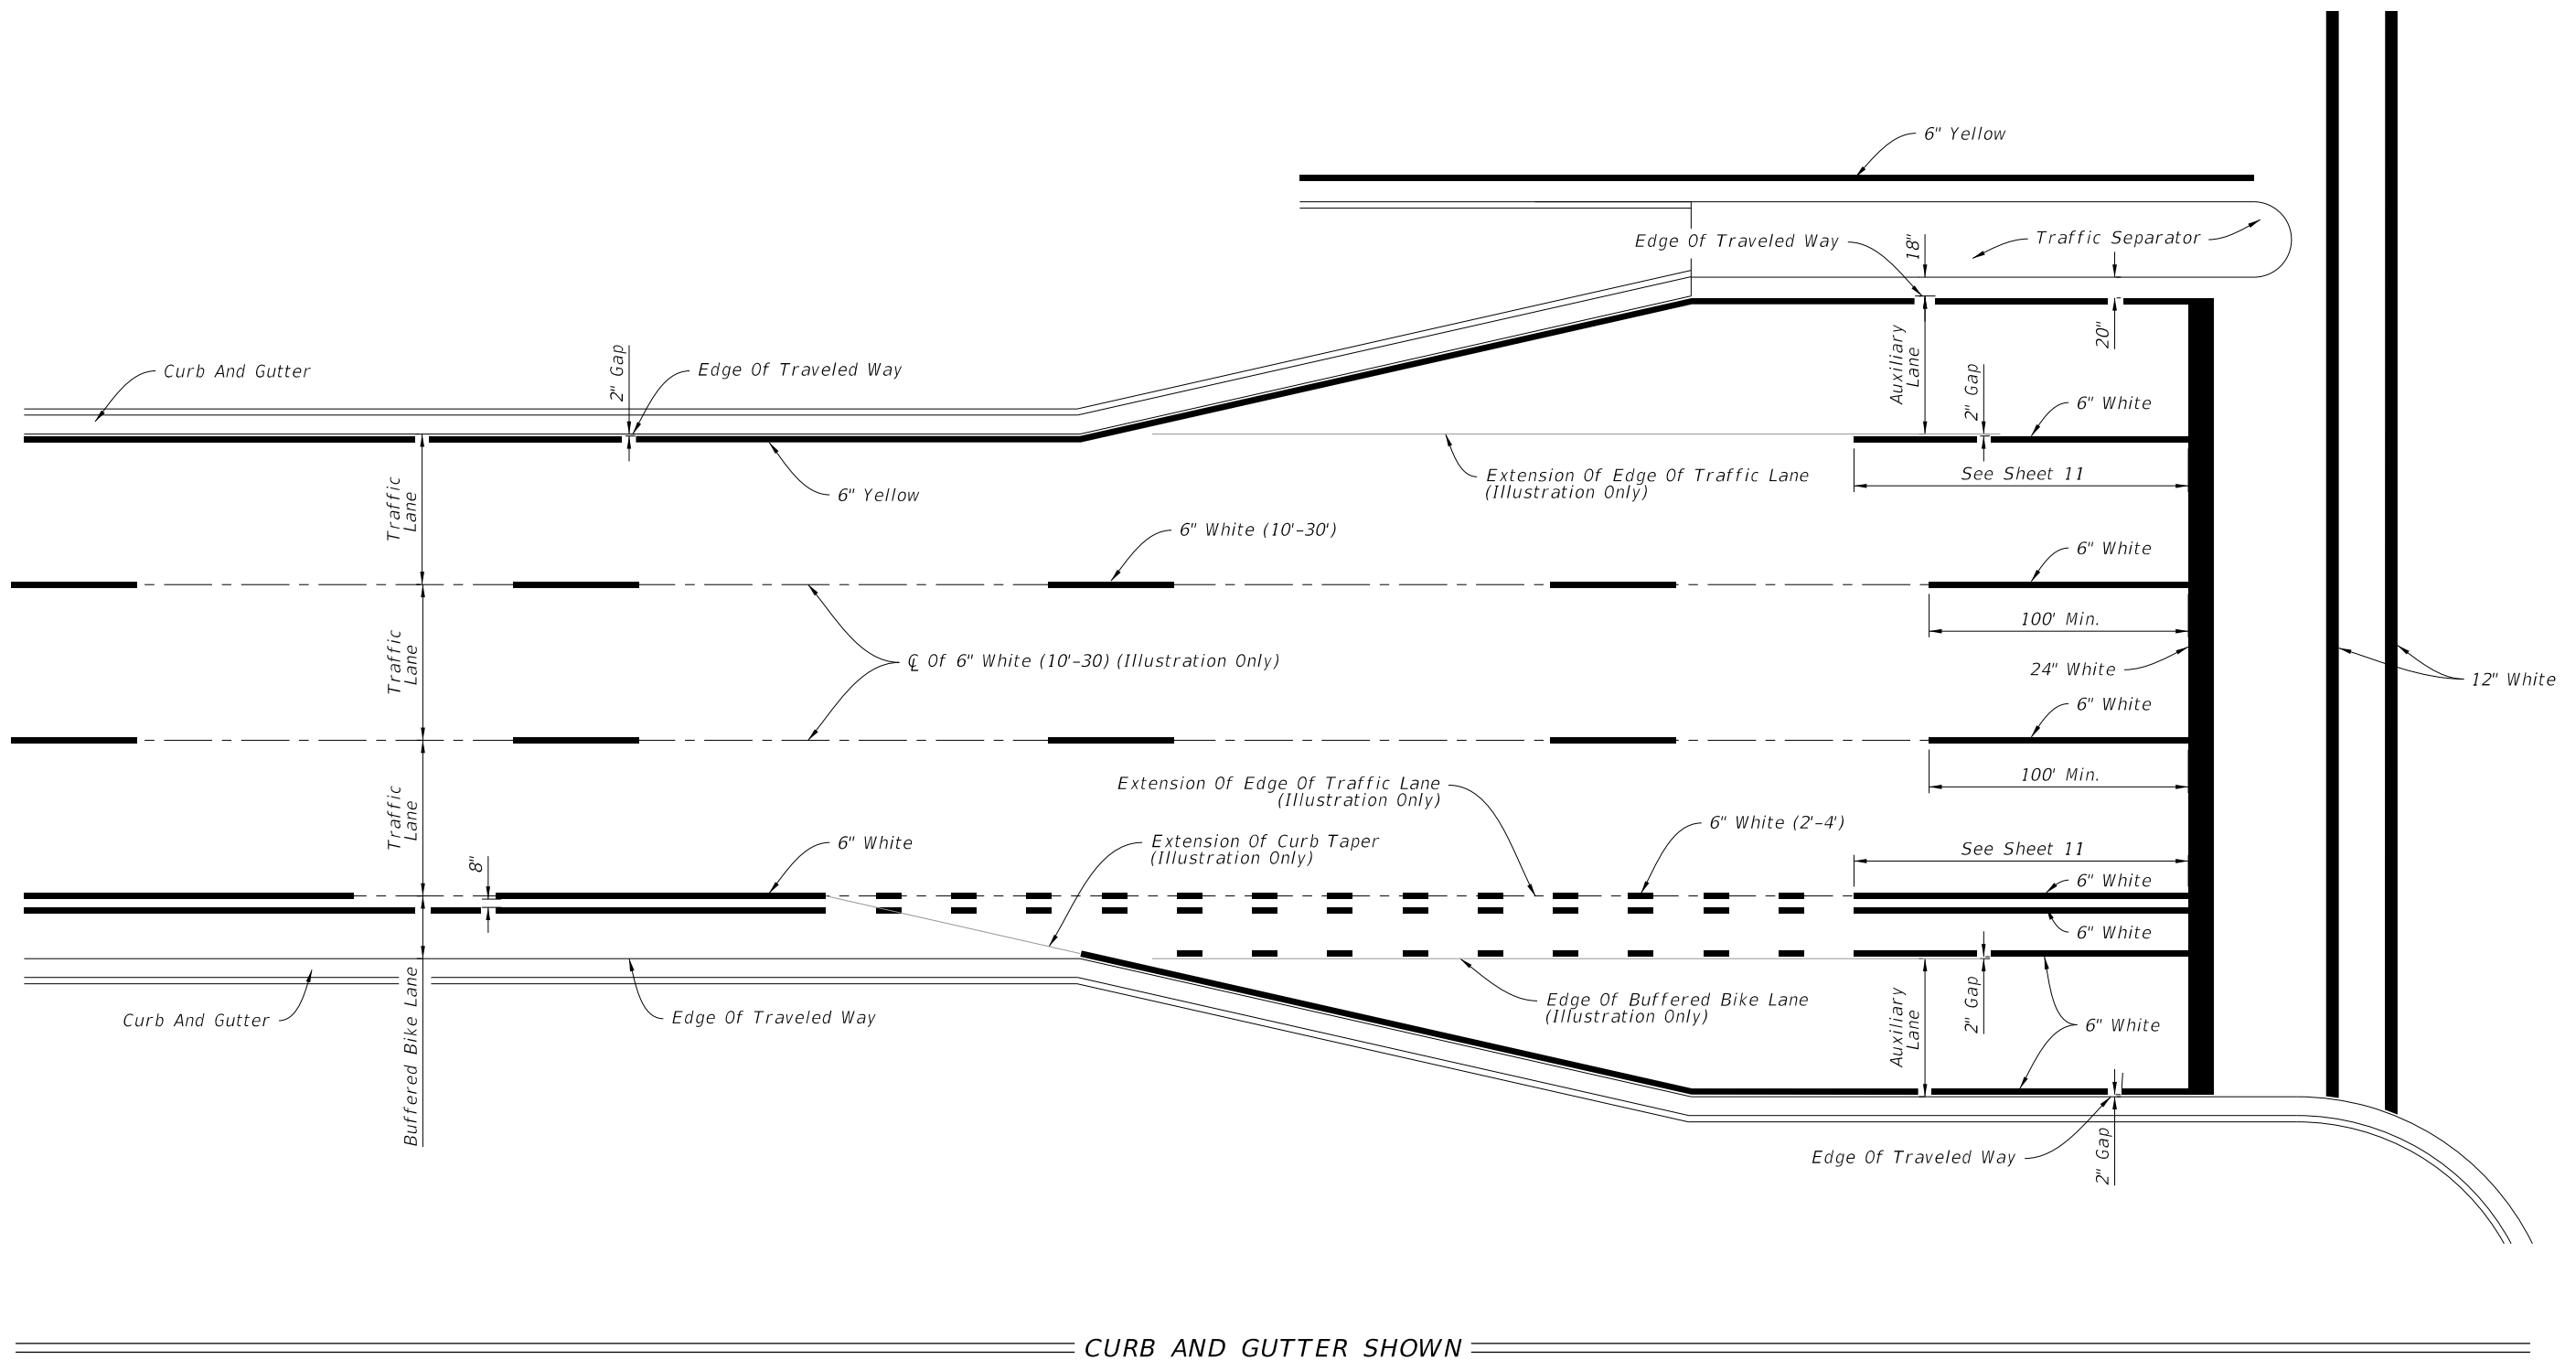 6" Yellow
Edge Of Traveled Way
18"
Traffic Separator
20"
Auxiliary
Lane
2" Gap
6" White
Curb And Gutter
2" Gap
Edge Of Traveled Way
6" Yellow
Extension Of Edge Of Traffic Lane
(Illustration Only)
See Sheet 11
Traffic
Lane
6" White (10'-30')
6" White
100' Min.
Traffic
Lane
℄ Of 6" White (10'-30) (Illustration Only)
24" White
12" White
6" White
100' Min.
Extension Of Edge Of Traffic Lane
(Illustration Only)
Traffic
Lane
6" White
Extension Of Curb Taper
(Illustration Only)
6" White (2'-4')
See Sheet 11
8"
6" White
6" White
Curb And Gutter
Buffered Bike Lane
Edge Of Traveled Way
Edge Of Buffered Bike Lane
(Illustration Only)
Auxiliary
Lane
2" Gap
6" White
Edge Of Traveled Way
2" Gap
CURB AND GUTTER SHOWN